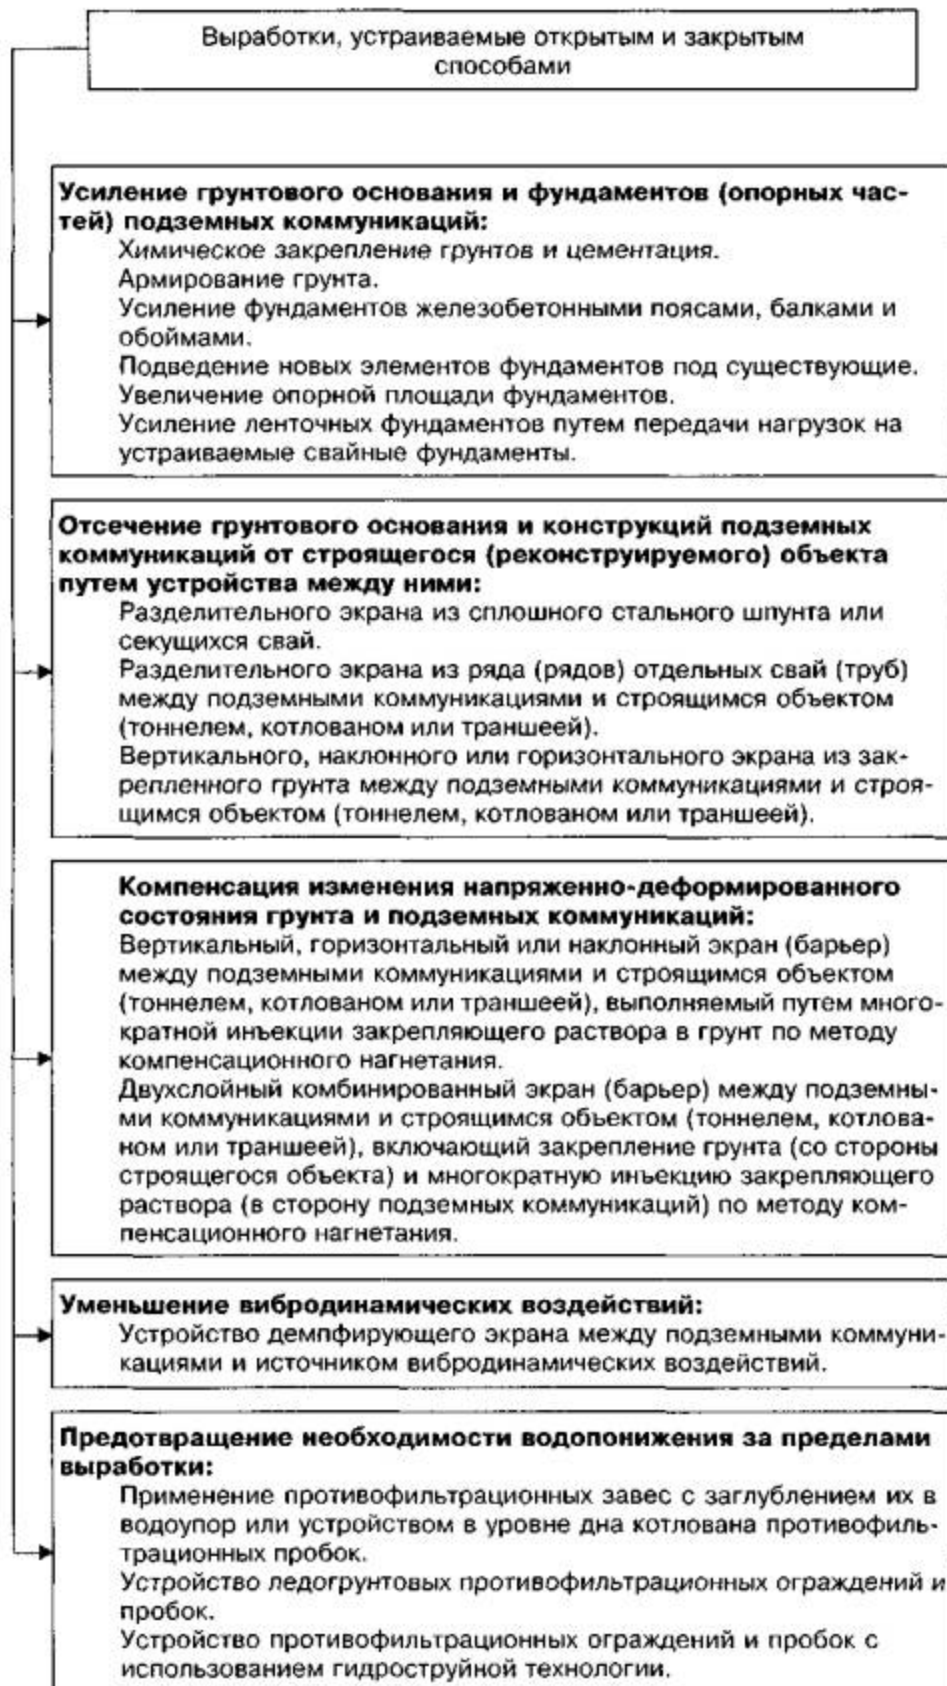 Выработки, устраиваемые открытым и закрытым
способами
Усиление грунтового основания и фундаментов (опорных час-
тей) подземных коммуникаций:
Химическое закрепление грунтов и цементация.
Армирование грунта.
Усиление фундаментов железобетонными поясами, балками и
обоймами.
Подведение новых элементов фундаментов под существующие.
Увеличение опорной площади фундаментов.
Усиление ленточных фундаментов путем передачи нагрузок на
устраиваемые свайные фундаменты.
Отсечение грунтового основания и конструкций подземных
коммуникаций от строящегося (реконструируемого) объекта
путем устройства между ними:
Разделительного экрана из сплошного стального шпунта или
секущихся свай.
Разделительного экрана из ряда (рядов) отдельных свай (труб)
между подземными коммуникациями и строящимся объектом
(тоннелем, котлованом или траншеей).
Вертикального, наклонного или горизонтального экрана из зак-
репленного грунта между подземными коммуникациями и строя-
щимся объектом (тоннелем, котлованом или траншеей).
Компенсация изменения напряженно-деформированного
состояния грунта и подземных коммуникаций:
Вертикальный, горизонтальный или наклонный экран (барьер)
между подземными коммуникациями и строящимся объектом
(тоннелем, котлованом или траншеей), выполняемый путем много-
кратной инъекции закрепляющего раствора в грунт по методу
компенсационного нагнетания.
Двухслойный комбинированный экран (барьер) между подземны-
ми коммуникациями и строящимся объектом (тоннелем, котлова-
ном или траншеей), включающий закрепление грунта (со стороны
строящегося объекта) и многократную инъекцию закрепляющего
раствора (в сторону подземных коммуникаций) по методу ком-
пенсационного нагнетания.
Уменьшение вибродинамических воздействий:
Устройство демпфирующего экрана между подземными коммуни-
кациями и источником вибродинамических воздействий.
Предотвращение необходимости водопонижения за пределами
выработки:
Применение противофильтрационных завес с заглублением их в
водоупор или устройством в уровне дна котлована противофиль-
трационных пробок.
Устройство ледогрунтовых противофильтрационных ограждений и
пробок.
Устройство противофильтрационных ограждений и пробок с
использованием гидроструйной технологии.